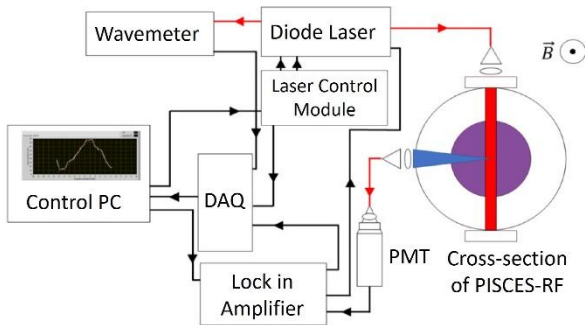 Wavemeter
Diode Laser
Laser Control
Module
B
Control PC
DAQ
Lock in
Amplifier
PMT
Cross-section
of PISCES-RF